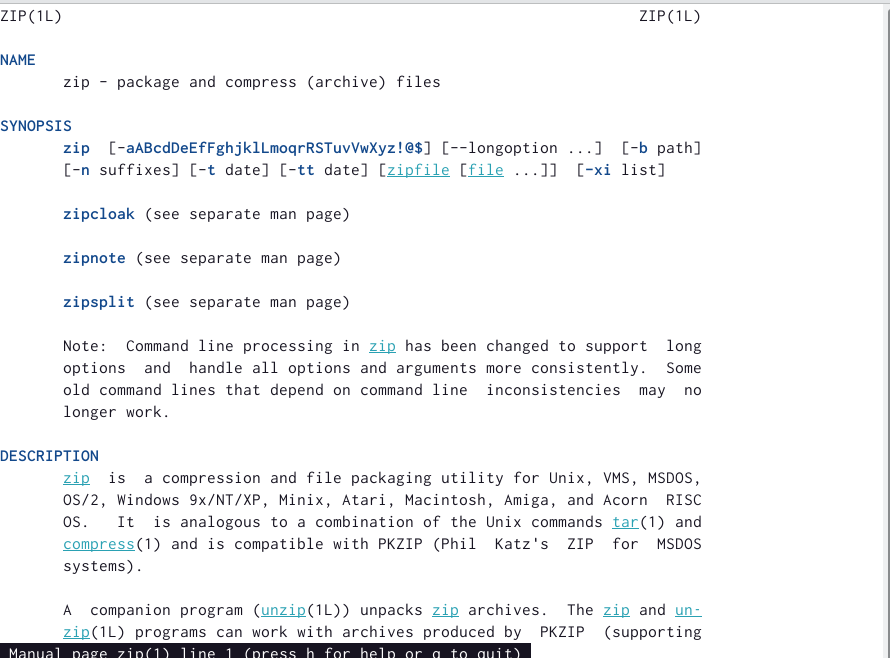 ZIP(1L) ZIP(1L)
NAME
zip - package and compress (archive) files
SYNOPSIS
zip [-aABcdDeEfFghjklLmoqrRSTuvVwXyz!@$] [--longoption ...] [-b path]
[-n suffixes] [-t date] [-tt date] [zipfile [file ...]] [-xi list]
zipcloak (see separate man page)
zipnote (see separate man page)
zipsplit (see separate man page)
Note: Command line processing in zip has been changed to support long
options and handle all options and arguments more consistently. Some
old command lines that depend on command line inconsistencies may no
longer work.
DESCRIPTION
zip is a compression and file packaging utility for Unix, VMS, MSDOS,
OS/2, Windows 9x/NT/XP, Minix, Atari, Macintosh, Amiga, and Acorn RISC
OS. It is analogous to a combination of the Unix commands tar(1) and
compress(1) and is compatible with PKZIP (Phil Katz's ZIP for MSDOS
systems).
A companion program (unzip(1L)) unpacks zip archives. The zip and un-
zip(1L) programs can work with archives produced by PKZIP (supporting
Manual page zip(1) line 1 (press h for help or q to quit)